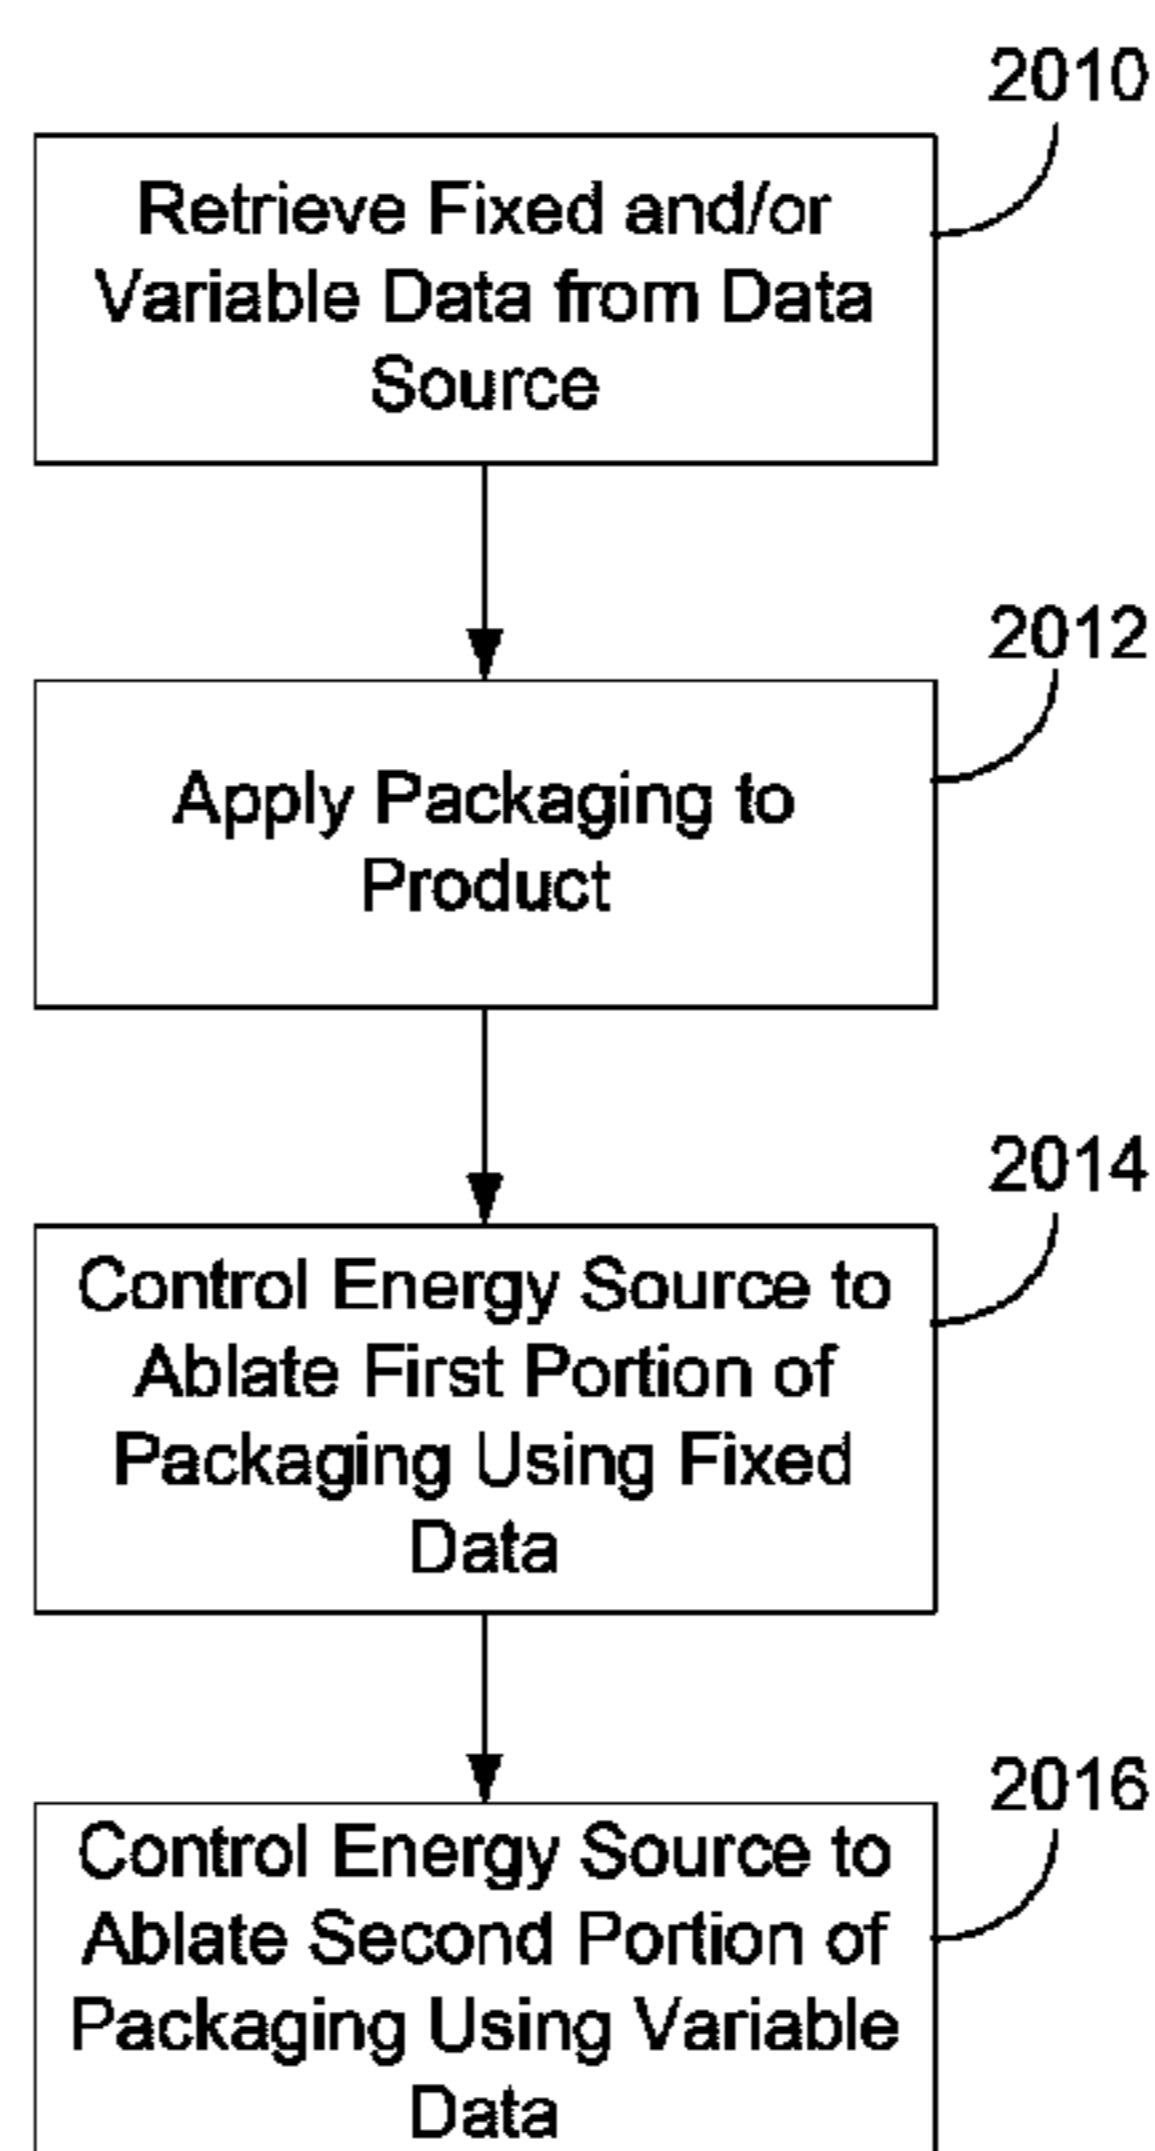 2010
Retrieve Fixed and/or
Variable Data from Data
Source
2012
Apply Packaging to
Product
2014
Control Energy Source to
Ablate First Portion of
Packaging Using Fixed
Data
2016
Control Energy Source to
Ablate Second Portion of
Packaging Using Variable
Data